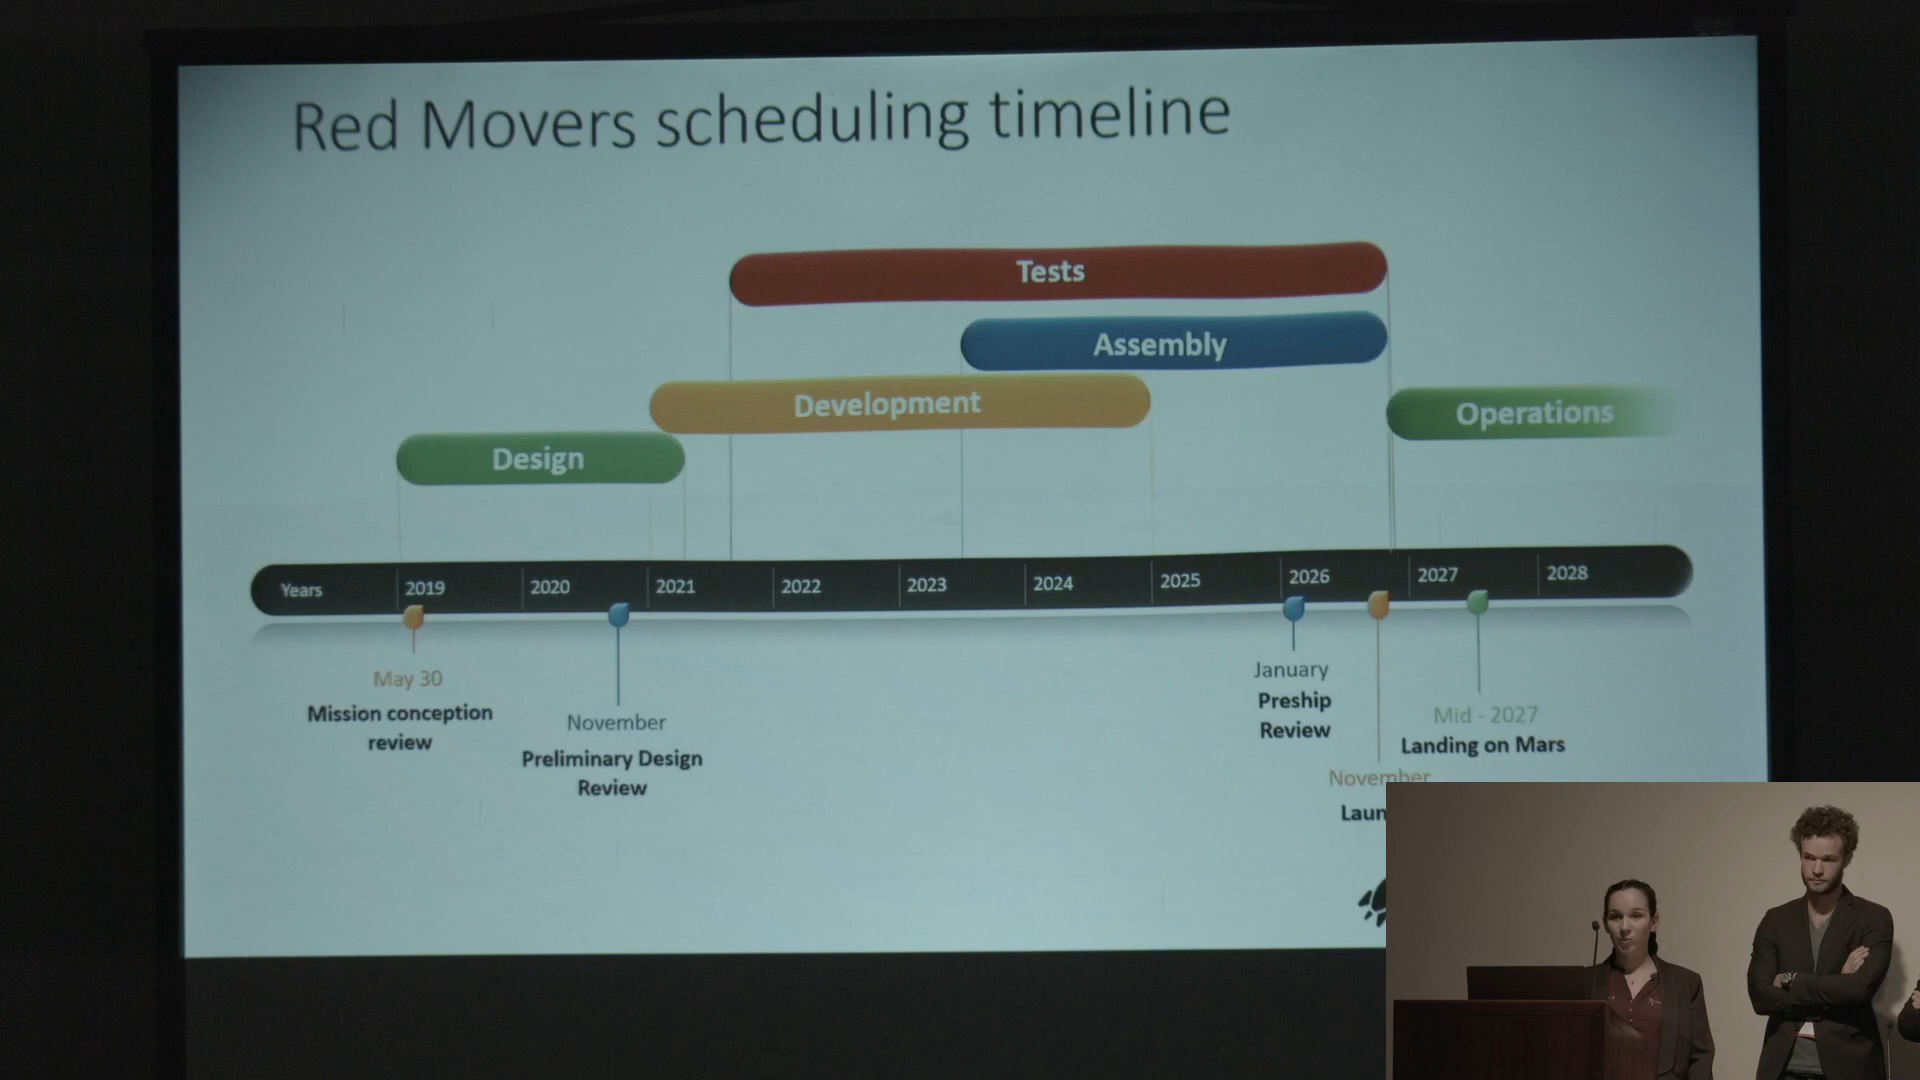 Red Movers scheduling timeline
Tests
Assembly
Development
Operations
Design
Years 2019 2020 2021 2022 2023 2024 2025 2026 2027 2028
May 30
Mission conception
review
November
Preliminary Design
Review
January
Preship
Review
Mid - 2027
Landing on Mars
November
Laun